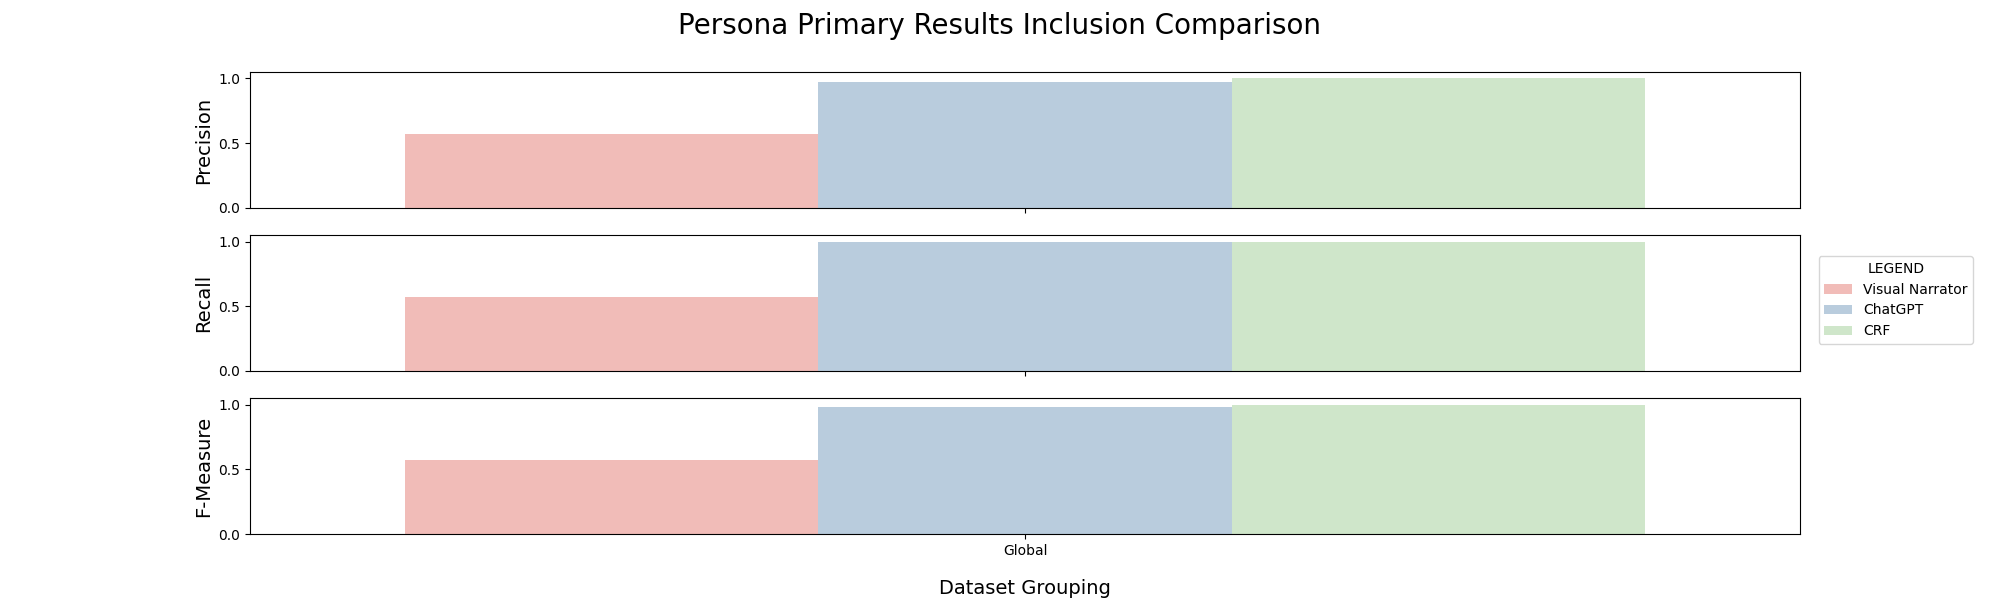 Persona Primary Results Inclusion Comparison
1.0
0.5
0.0
Precision
1.0
0.5
0.0
Recall
LEGEND
Visual Narrator
ChatGPT
CRF
1.0
0.5
0.0
F-Measure
Global
Dataset Grouping